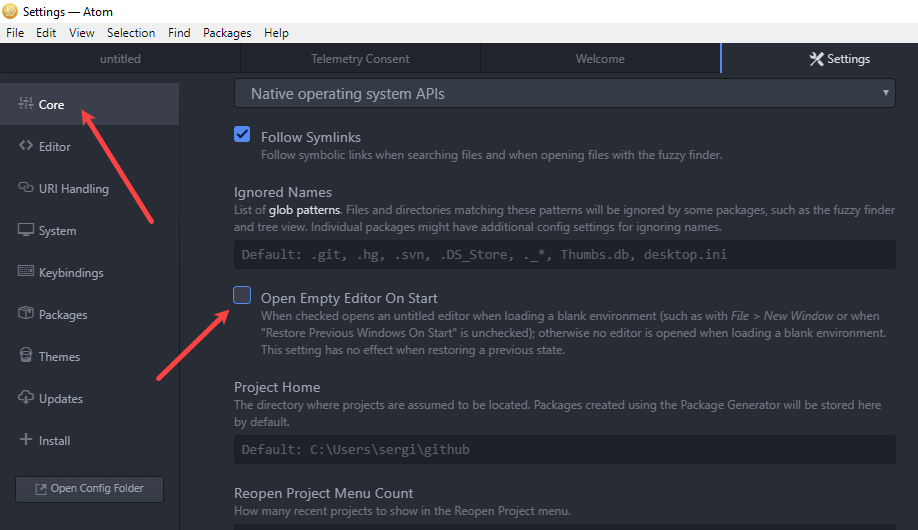 Settings — Atom
File Edit View Selection Find Packages Help
untitled
Telemetry Consent
Welcome
Settings
Core
Editor
URI Handling
System
Keybindings
Packages
Themes
Updates
Install
Open Config Folder
Native operating system APIs
Follow Symlinks
Follow symbolic links when searching files and when opening files with the fuzzy finder.
Ignored Names
List of glob patterns. Files and directories matching these patterns will be ignored by some packages, such as the fuzzy finder
and tree view. Individual packages might have additional config settings for ignoring names.
Default: .git, .hg, .svn, .DS_Store, ._*, Thumbs.db, desktop.ini
Open Empty Editor On Start
When checked opens an untitled editor when loading a blank environment (such as with File > New Window or when
"Restore Previous Windows On Start" is unchecked); otherwise no editor is opened when loading a blank environment.
This setting has no effect when restoring a previous state.
Project Home
The directory where projects are assumed to be located. Packages created using the Package Generator will be stored here
by default.
Default: C:\Users\sergi\github
Reopen Project Menu Count
How many recent projects to show in the Reopen Project menu.